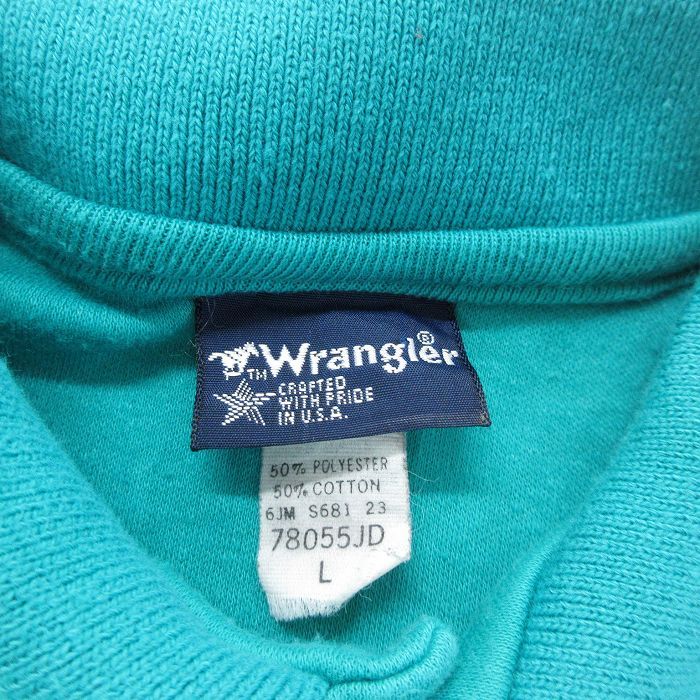 ™ Wrangler®
CRAFTED
WITH PRIDE
IN U.S.A.
50% POLYESTER
50% COTTON
6JM S681 23
78055JD
L